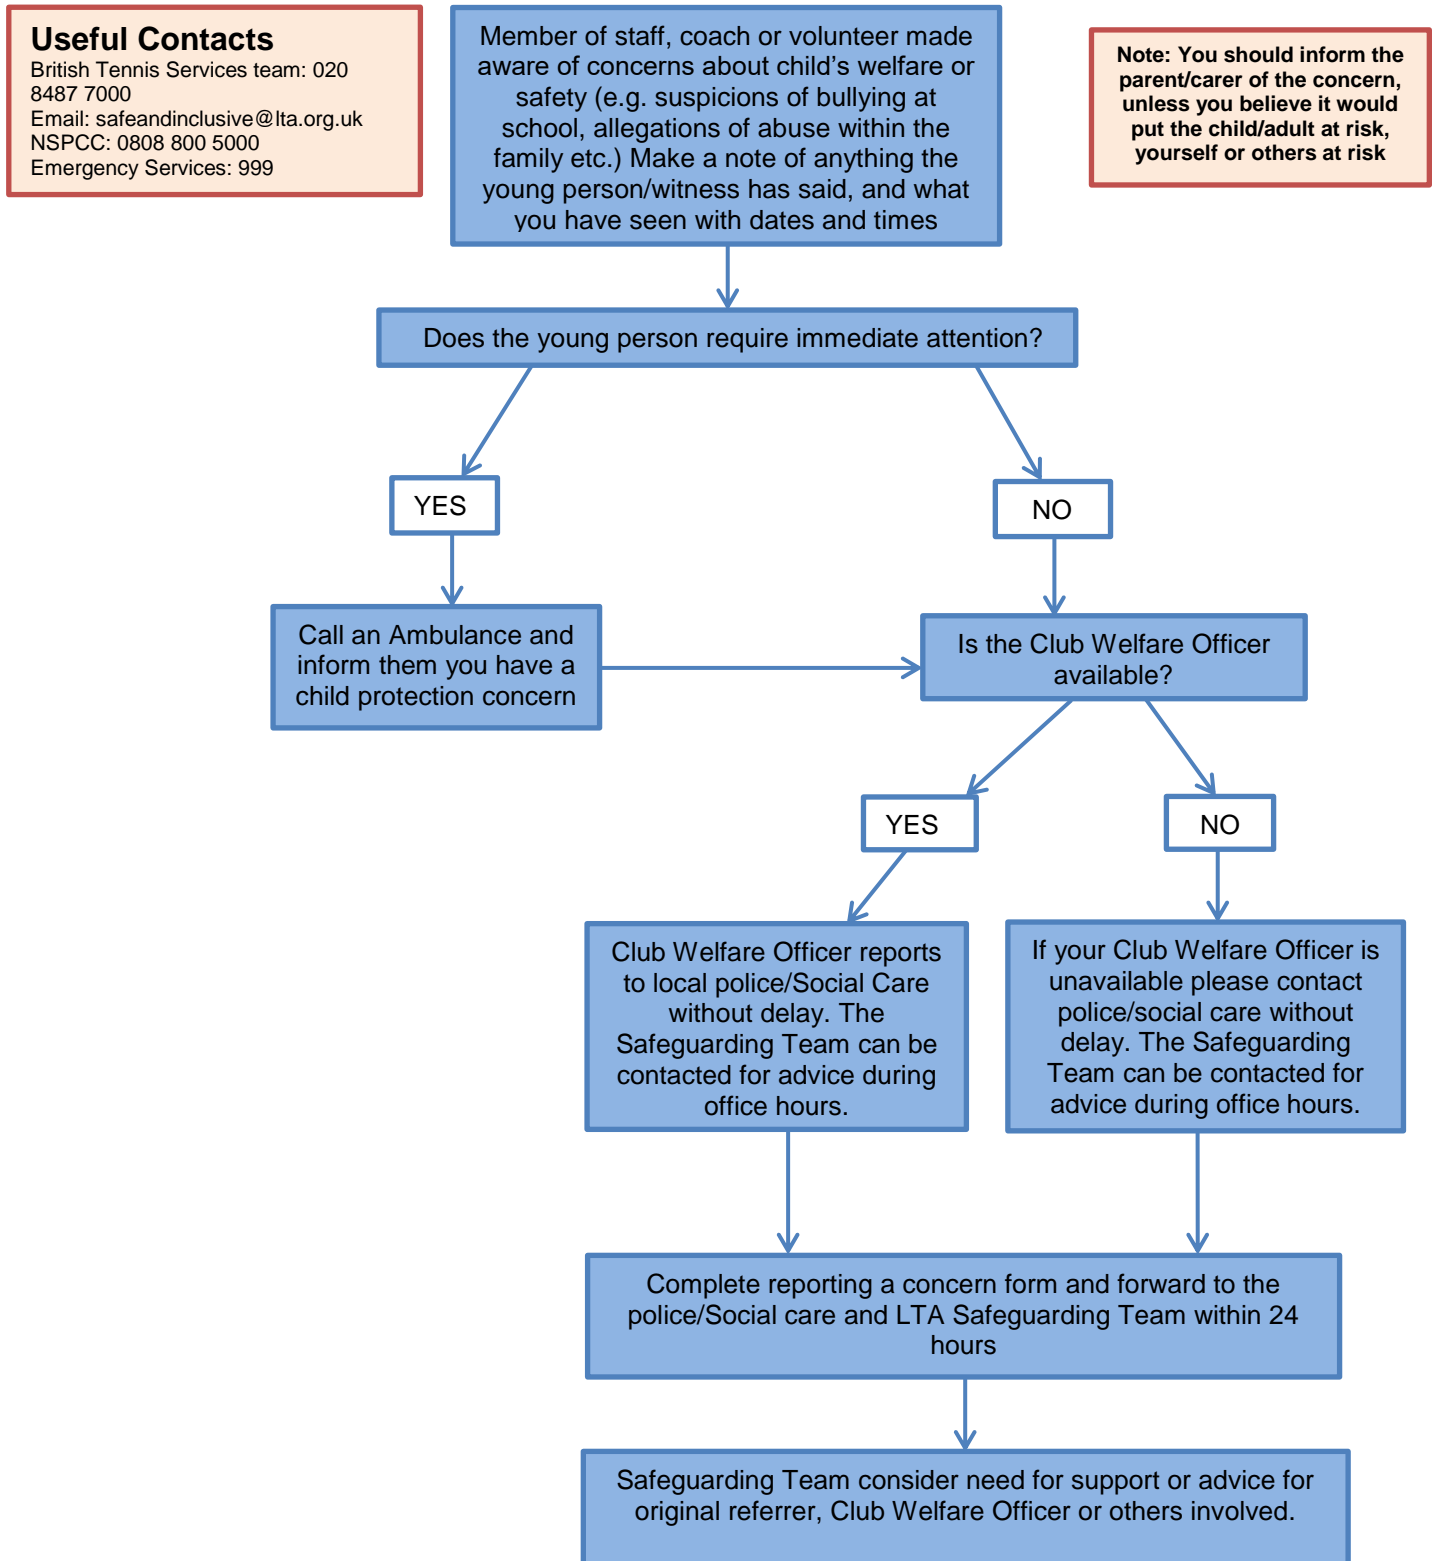 Useful Contacts
British Tennis Services team: 020
8487 7000
Email: safeandinclusive@lta.org.uk
NSPCC: 0808 800 5000
Emergency Services: 999
Member of staff, coach or volunteer made
aware of concerns about child’s welfare or
safety (e.g. suspicions of bullying at
school, allegations of abuse within the
family etc.) Make a note of anything the
young person/witness has said, and what
you have seen with dates and times
Note: You should inform the
parent/carer of the concern,
unless you believe it would
put the child/adult at risk,
yourself or others at risk
Does the young person require immediate attention?
YES
NO
Call an Ambulance and
inform them you have a
child protection concern
Is the Club Welfare Officer
available?
YES
NO
Club Welfare Officer reports
to local police/Social Care
without delay. The
Safeguarding Team can be
contacted for advice during
office hours.
If your Club Welfare Officer is
unavailable please contact
police/social care without
delay. The Safeguarding
Team can be contacted for
advice during office hours.
Complete reporting a concern form and forward to the
police/Social care and LTA Safeguarding Team within 24
hours
Safeguarding Team consider need for support or advice for
original referrer, Club Welfare Officer or others involved.